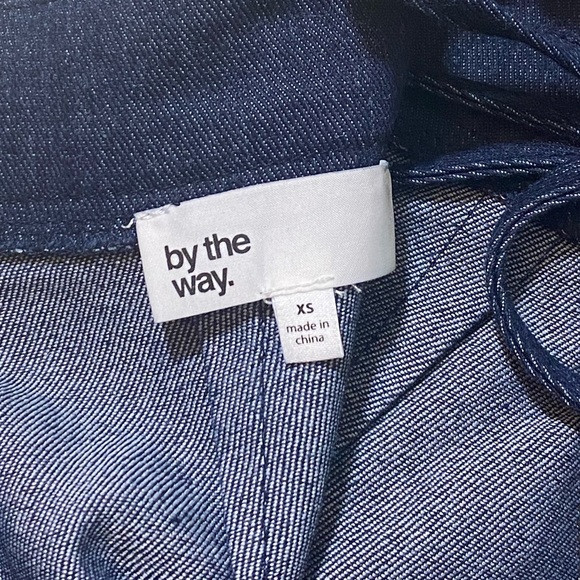 by the
way.
XS
made in
china